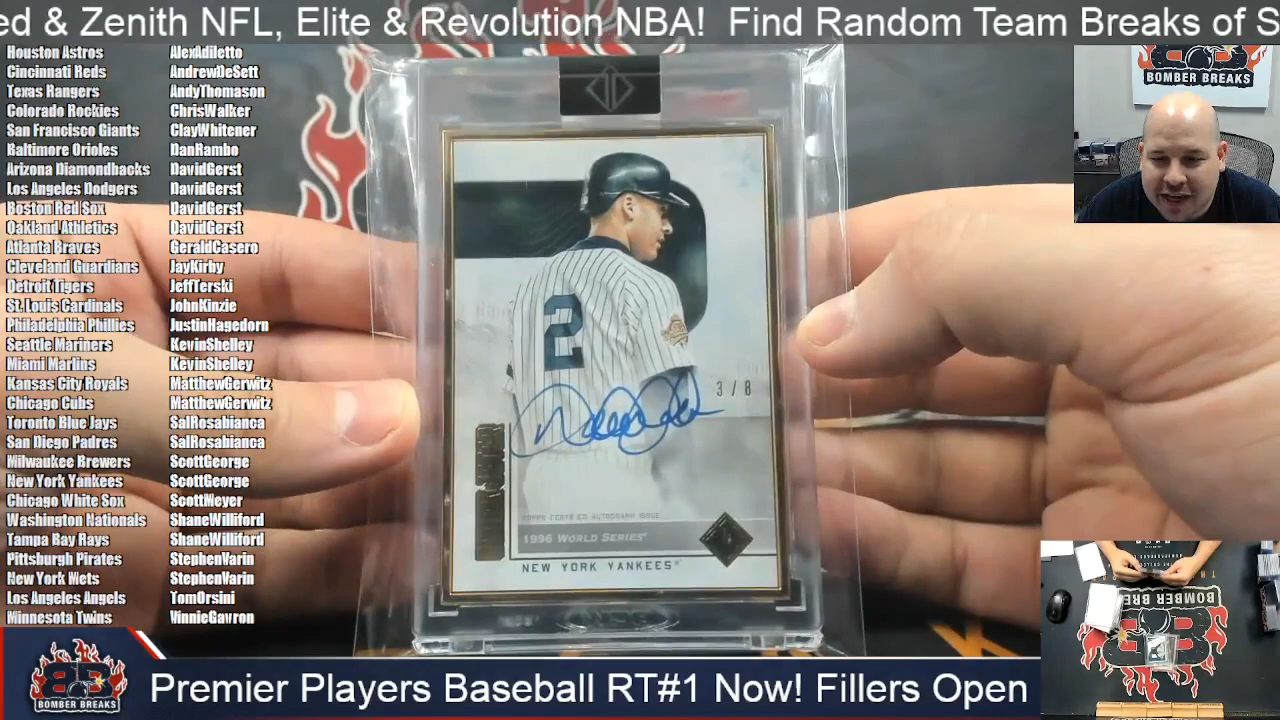 ed & Zenith NFL, Elite & Revolution NBA! Find Random Team Breaks of S
Houston Astros AlexAdiletto
Cincinnati Reds AndrewDeSett
Texas Rangers AndyThomason
Colorado Rockies ChrisWalker
San Francisco Giants ClayWhitener
Baltimore Orioles DanRambo
Arizona Diamondbacks DavidGerst
Los Angeles Dodgers DavidGerst
Boston Red Sox DavidGerst
Oakland Athletics DavidGerst
Atlanta Braves GeraldCasero
Cleveland Guardians JayKirby
Detroit Tigers JeffTerski
St. Louis Cardinals JohnKinzie
Philadelphia Phillies JustinHagedorn
Seattle Mariners KevinShelley
Miami Marlins KevinShelley
Kansas City Royals MatthewGerwitz
Chicago Cubs MatthewGerwitz
Toronto Blue Jays SalRosabianca
San Diego Padres SalRosabianca
Milwaukee Brewers ScottGeorge
New York Yankees ScottGeorge
Chicago White Sox ScottMeyer
Washington Nationals ShaneWilliford
Tampa Bay Rays ShaneWilliford
Pittsburgh Pirates StephenVarin
New York Mets StephenVarin
Los Angeles Angels TomOrsini
Minnesota Twins VinnieGavron
2
3/8
TOPPS CERTIFIED AUTOGRAPH ISSUE
1996 WORLD SERIES
NEW YORK YANKEES
BOMBER BREAKS
BOMBER BREAKS
BOMBER BREAKS
Premier Players Baseball RT#1 Now! Fillers Open